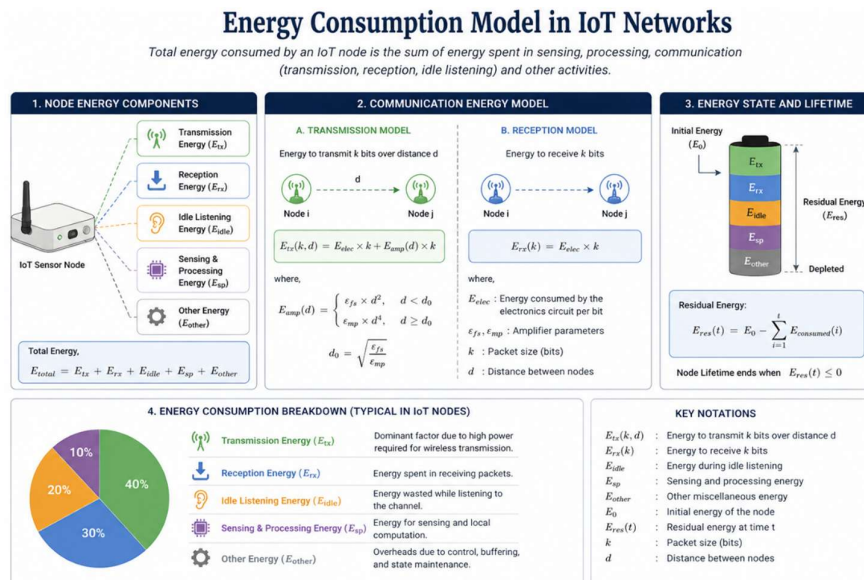 Energy Consumption Model in IoT Networks
Total energy consumed by an IoT node is the sum of energy spent in sensing, processing, communication
(transmission, reception, idle listening) and other activities.
1. NODE ENERGY COMPONENTS
Transmission
Energy (E_tx)
Reception
Energy (E_rx)
Idle Listening
Energy (E_idle)
Sensing &
Processing
Energy (E_sp)
Other Energy
(E_other)
IoT Sensor Node
Total Energy,
E_total = E_tx + E_rx + E_idle + E_sp + E_other
2. COMMUNICATION ENERGY MODEL
A. TRANSMISSION MODEL
Energy to transmit k bits over distance d
d
Node i
Node j
E_tx(k, d) = E_elec × k + E_amp(d) × k
where,
E_amp(d) = { ε_fs × d², d < d₀
ε_mp × d⁴, d ≥ d₀
d₀ = √(ε_fs / ε_mp)
B. RECEPTION MODEL
Energy to receive k bits
Node i
Node j
E_rx(k) = E_elec × k
where,
E_elec : Energy consumed by the
electronics circuit per bit
ε_fs, ε_mp : Amplifier parameters
k : Packet size (bits)
d : Distance between nodes
3. ENERGY STATE AND LIFETIME
Initial Energy
(E₀)
E_tx
E_rx
E_idle
E_sp
E_other
Residual Energy
(E_res)
Depleted
Residual Energy:
E_res(t) = E₀ − ∑_{i=1}^{t} E_consumed(i)
Node Lifetime ends when E_res(t) ≤ 0
4. ENERGY CONSUMPTION BREAKDOWN (TYPICAL IN IoT NODES)
10%
40%
20%
30%
Transmission Energy (E_tx)
Dominant factor due to high power
required for wireless transmission.
Reception Energy (E_rx)
Energy spent in receiving packets.
Idle Listening Energy (E_idle)
Energy wasted while listening to
the channel.
Sensing & Processing Energy (E_sp)
Energy for sensing and local
computation.
Other Energy (E_other)
Overheads due to control, buffering,
and state maintenance.
KEY NOTATIONS
E_tx(k, d) : Energy to transmit k bits over distance d
E_rx(k) : Energy to receive k bits
E_idle : Energy during idle listening
E_sp : Sensing and processing energy
E_other : Other miscellaneous energy
E₀ : Initial energy of the node
E_res(t) : Residual energy at time t
k : Packet size (bits)
d : Distance between nodes